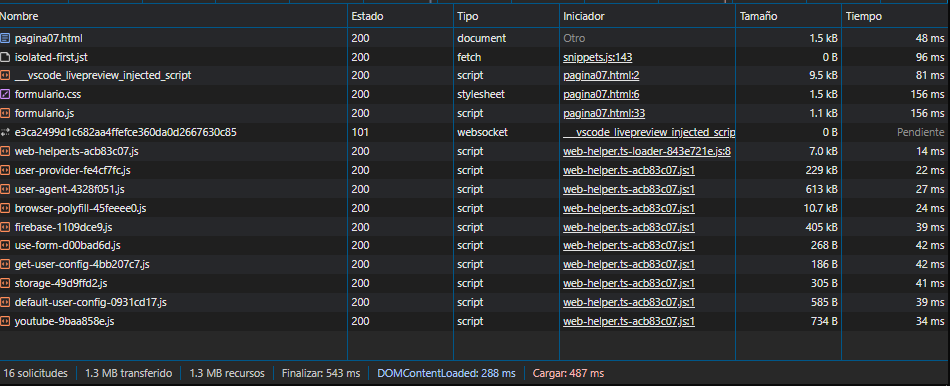 Nombre Estado Tipo Iniciador Tamaño Tiempo
pagina07.html 200 document Otro 1.5 kB 48 ms
isolated-first.jst 200 fetch snippets.js:143 0 B 96 ms
___vscode_livepreview_injected_script 200 script pagina07.html:2 9.5 kB 81 ms
formulario.css 200 stylesheet pagina07.html:6 1.5 kB 156 ms
formulario.js 200 script pagina07.html:33 1.1 kB 156 ms
e3ca2499d1c682aa4ffefce360da0d2667630c85 101 websocket ___vscode_livepreview_injected_scrip 0 B Pendiente
web-helper.ts-acb83c07.js 200 script web-helper.ts-loader-843e721e.js:8 7.0 kB 14 ms
user-provider-fe4cf7fc.js 200 script web-helper.ts-acb83c07.js:1 229 kB 22 ms
user-agent-4328f051.js 200 script web-helper.ts-acb83c07.js:1 613 kB 27 ms
browser-polyfill-45feeee0.js 200 script web-helper.ts-acb83c07.js:1 10.7 kB 24 ms
firebase-1109dce9.js 200 script web-helper.ts-acb83c07.js:1 405 kB 39 ms
use-form-d00bad6d.js 200 script web-helper.ts-acb83c07.js:1 268 B 42 ms
get-user-config-4bb207c7.js 200 script web-helper.ts-acb83c07.js:1 186 B 42 ms
storage-49d9ffd2.js 200 script web-helper.ts-acb83c07.js:1 305 B 41 ms
default-user-config-0931cd17.js 200 script web-helper.ts-acb83c07.js:1 585 B 39 ms
youtube-9baa858e.js 200 script web-helper.ts-acb83c07.js:1 734 B 34 ms
16 solicitudes 1.3 MB transferido 1.3 MB recursos Finalizar: 543 ms DOMContentLoaded: 288 ms Cargar: 487 ms